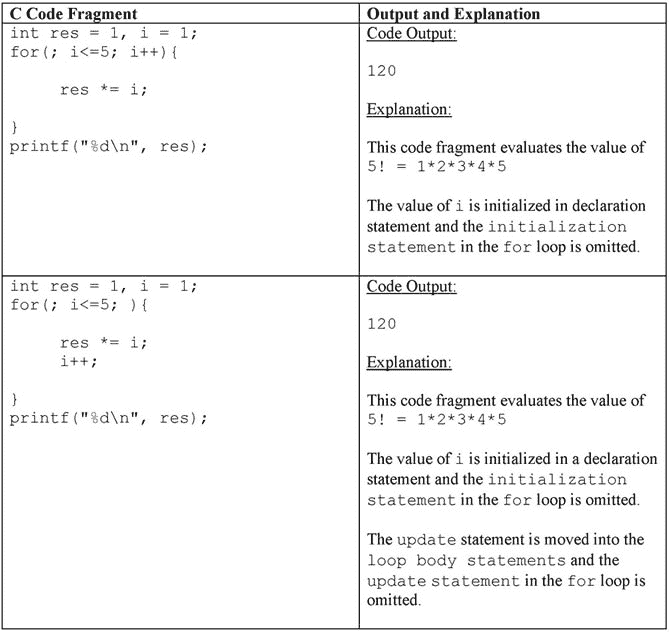 C Code Fragment
Output and Explanation
int res = 1, i = 1;
for(; i<=5; i++){
res *= i;
}
printf("%d\n", res);
Code Output:
120
Explanation:
This code fragment evaluates the value of
5! = 1*2*3*4*5
The value of i is initialized in declaration
statement and the initialization
statement in the for loop is omitted.
int res = 1, i = 1;
for(; i<=5; ){
res *= i;
i++;
}
printf("%d\n", res);
Code Output:
120
Explanation:
This code fragment evaluates the value of
5! = 1*2*3*4*5
The value of i is initialized in a declaration
statement and the initialization
statement in the for loop is omitted.
The update statement is moved into the
loop body statements and the
update statement in the for loop is
omitted.